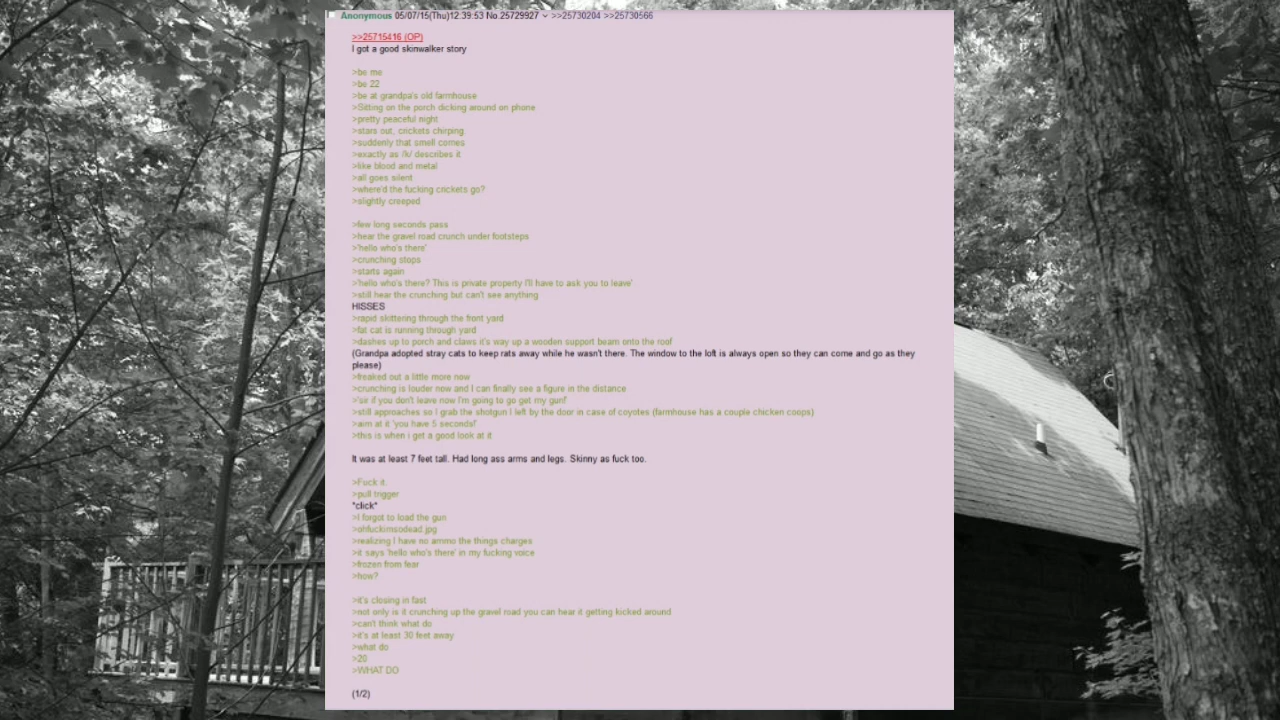 Anonymous 05/07/15(Thu)12:39:53 No.25729927 >>25730204 >>25730566
>>25715416 (OP)
I got a good skinwalker story
>be me
>be 22
>be at grandpa's old farmhouse
>Sitting on the porch dicking around on phone
>pretty peaceful night
>stars out, crickets chirping.
>suddenly that smell comes
>exactly as /k/ describes it
>like blood and metal
>all goes silent
>where'd the fucking crickets go?
>slightly creeped
>few long seconds pass
>hear the gravel road crunch under footsteps
>'hello who's there'
>crunching stops
>starts again
>'hello who's there? This is private property I'll have to ask you to leave'
>still hear the crunching but can't see anything
HISSES
>rapid skittering through the front yard
>fat cat is running through yard
>dashes up to porch and claws it's way up a wooden support beam onto the roof
(Grandpa adopted stray cats to keep rats away while he wasn't there. The window to the loft is always open so they can come and go as they
please)
>freaked out a little more now
>crunching is louder now and I can finally see a figure in the distance
>'sir if you don't leave now I'm going to go get my gun!'
>still approaches so I grab the shotgun I left by the door in case of coyotes (farmhouse has a couple chicken coops)
>aim at it 'you have 5 seconds!'
>this is when i get a good look at it
It was at least 7 feet tall. Had long ass arms and legs. Skinny as fuck too.
>Fuck it.
>pull trigger
*click*
>I forgot to load the gun
>ohfuckimsodead.jpg
>realizing I have no ammo the things charges
>it says 'hello who's there' in my fucking voice
>frozen from fear
>how?
>it's closing in fast
>not only is it crunching up the gravel road you can hear it getting kicked around
>can't think what do
>it's at least 30 feet away
>what do
>20
>WHAT DO
(1/2)